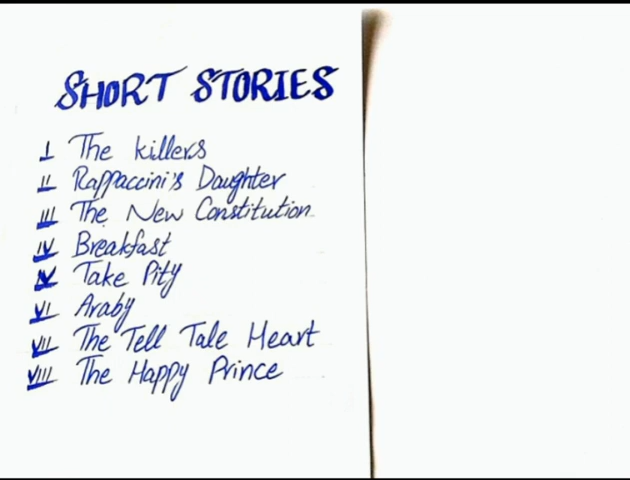 SHORT STORIES
I The killers
II Rappaccini's Daughter
III The New Constitution
IV Breakfast
V Take Pity
VI Araby
VII The Tell Tale Heart
VIII The Happy Prince